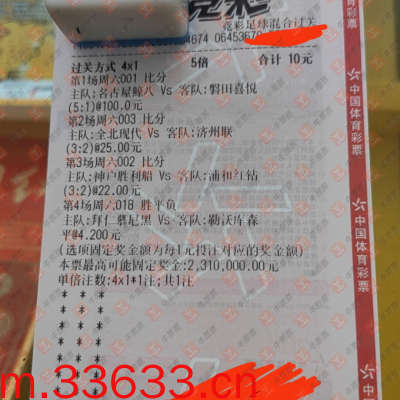 竞彩
竞彩足球混合过关
过关方式 4x1 5倍 合计 10元
第1场周六001 比分
主队:名古屋鲸八 Vs 客队:磐田喜悦
(5:1)@100.0元
第2场周六003 比分
主队:全北现代 Vs 客队:济州联
(3:2)@25.00元
第3场周六002 比分
主队:神户胜利船 Vs 客队:浦和红钻
(3:2)@22.00元
第4场周六018 胜平负
主队:拜仁慕尼黑 Vs 客队:勒沃库森
平@4.200元
(选项固定奖金额为每1元投注对应的奖金额)
本票最高可能固定奖金:2,310,000.00元
单倍注数:4x1*1注;共1注
* * *
* * *
* * *
* * *
* * *
m.33633.cn
中国体育彩票
中国体育彩票